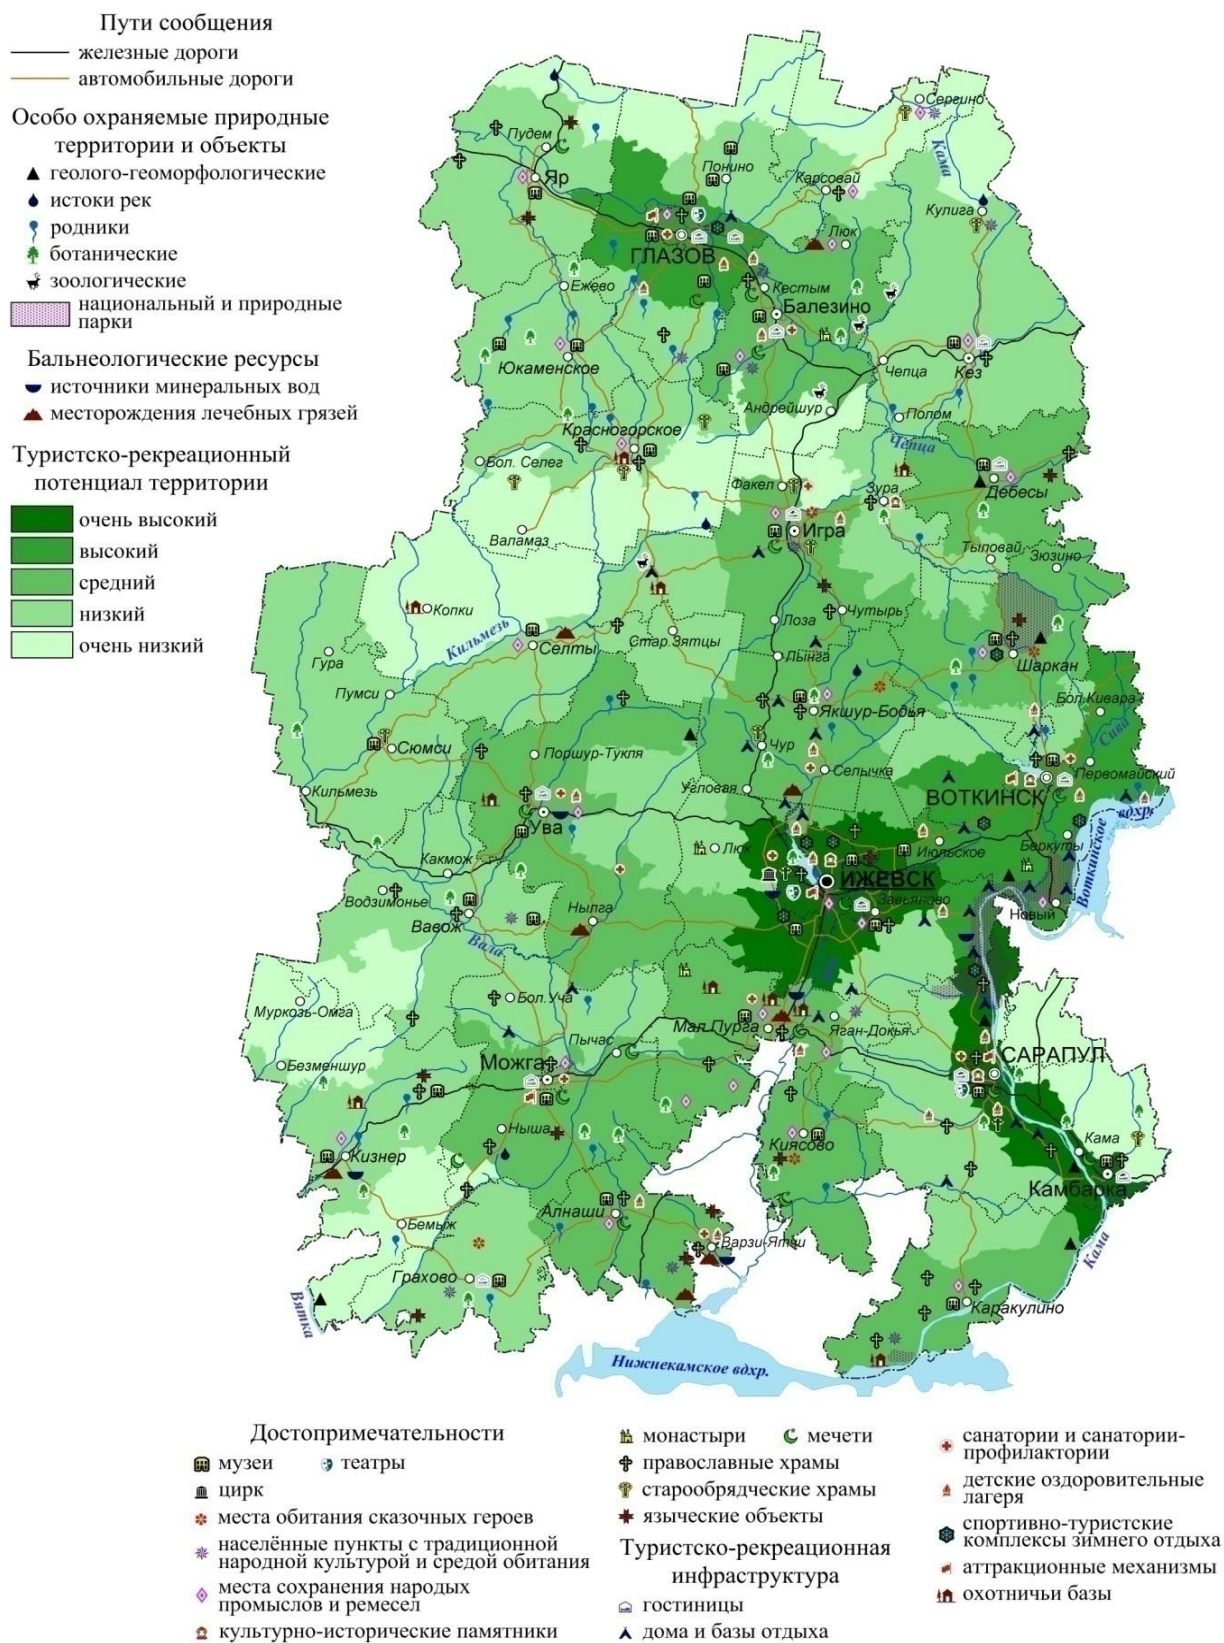 Пути сообщения
железные дороги
автомобильные дороги
Особо охраняемые природные
территории и объекты
геолого-геоморфологические
истоки рек
родники
ботанические
зоологические
национальный и природные
парки
Бальнеологические ресурсы
источники минеральных вод
месторождения лечебных грязей
Туристско-рекреационный
потенциал территории
очень высокий
высокий
средний
низкий
очень низкий
Сергино
Пудем
Кама
Понино
Яр
Карсовай
Кулига
Люк
ГЛАЗОВ
Ежево
Кестым
Балезино
Юкаменское
Чепца
Кез
Андрейшур
Полом
Красногорское
Чепца
Бол. Селег
Факел
Зура
Дебесы
Валамаз
Игра
Тыловай
Зюзино
Копки
Чутырь
Лоза
Кильмезь
Селты
Стар.Зятцы
Гура
Лынга
Шаркан
Пумси
Бол.Кивара
Якшур-Бодья
Сива
Сюмси
Поршур-Тукля
Чур
Селычка
Первомайский
Кильмезь
Угловая
ВОТКИНСК
Ува
вдхр.
Воткинское
Беркуты
Люк
Июльское
Какмож
ИЖЕВСК
Водзимонье
Завьялово
Новый
Вавож
Нылга
Вала
Бол.Уча
Муркозь-Омга
Мал.Пурга
Яган-Докья
Пычас
САРАПУЛ
Безменшур
Можга
Ныша
Киясово
Кама
Кизнер
Камбарка
Алнаши
Бемыж
Варзи-Ятчи
Кама
Грахово
Вятка
Каракулино
Нижнекамское вдхр.
Достопримечательности
музеи
театры
цирк
места обитания сказочных героев
населённые пункты с традиционной
народной культурой и средой обитания
места сохранения народых
промыслов и ремесел
культурно-исторические памятники
монастыри
мечети
православные храмы
старообрядческие храмы
языческие объекты
Туристско-рекреационная
инфраструктура
гостиницы
дома и базы отдыха
санатории и санатории-
профилактории
детские оздоровительные
лагеря
спортивно-туристские
комплексы зимнего отдыха
аттракционные механизмы
охотничьи базы